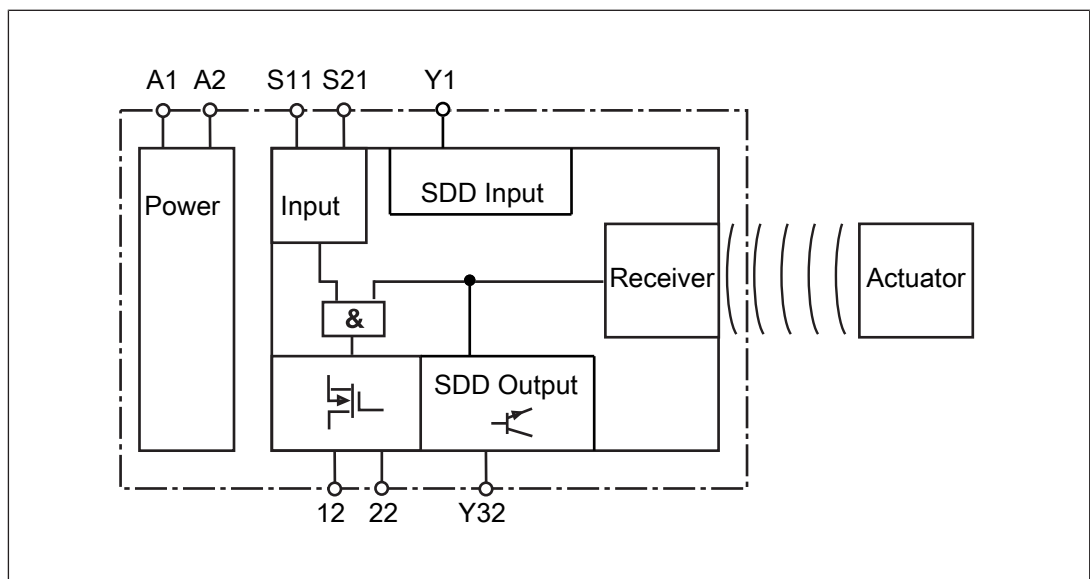 A1 A2 S11 S21 Y1
Power
Input
SDD Input
Receiver
Actuator
&
SDD Output
12 22 Y32